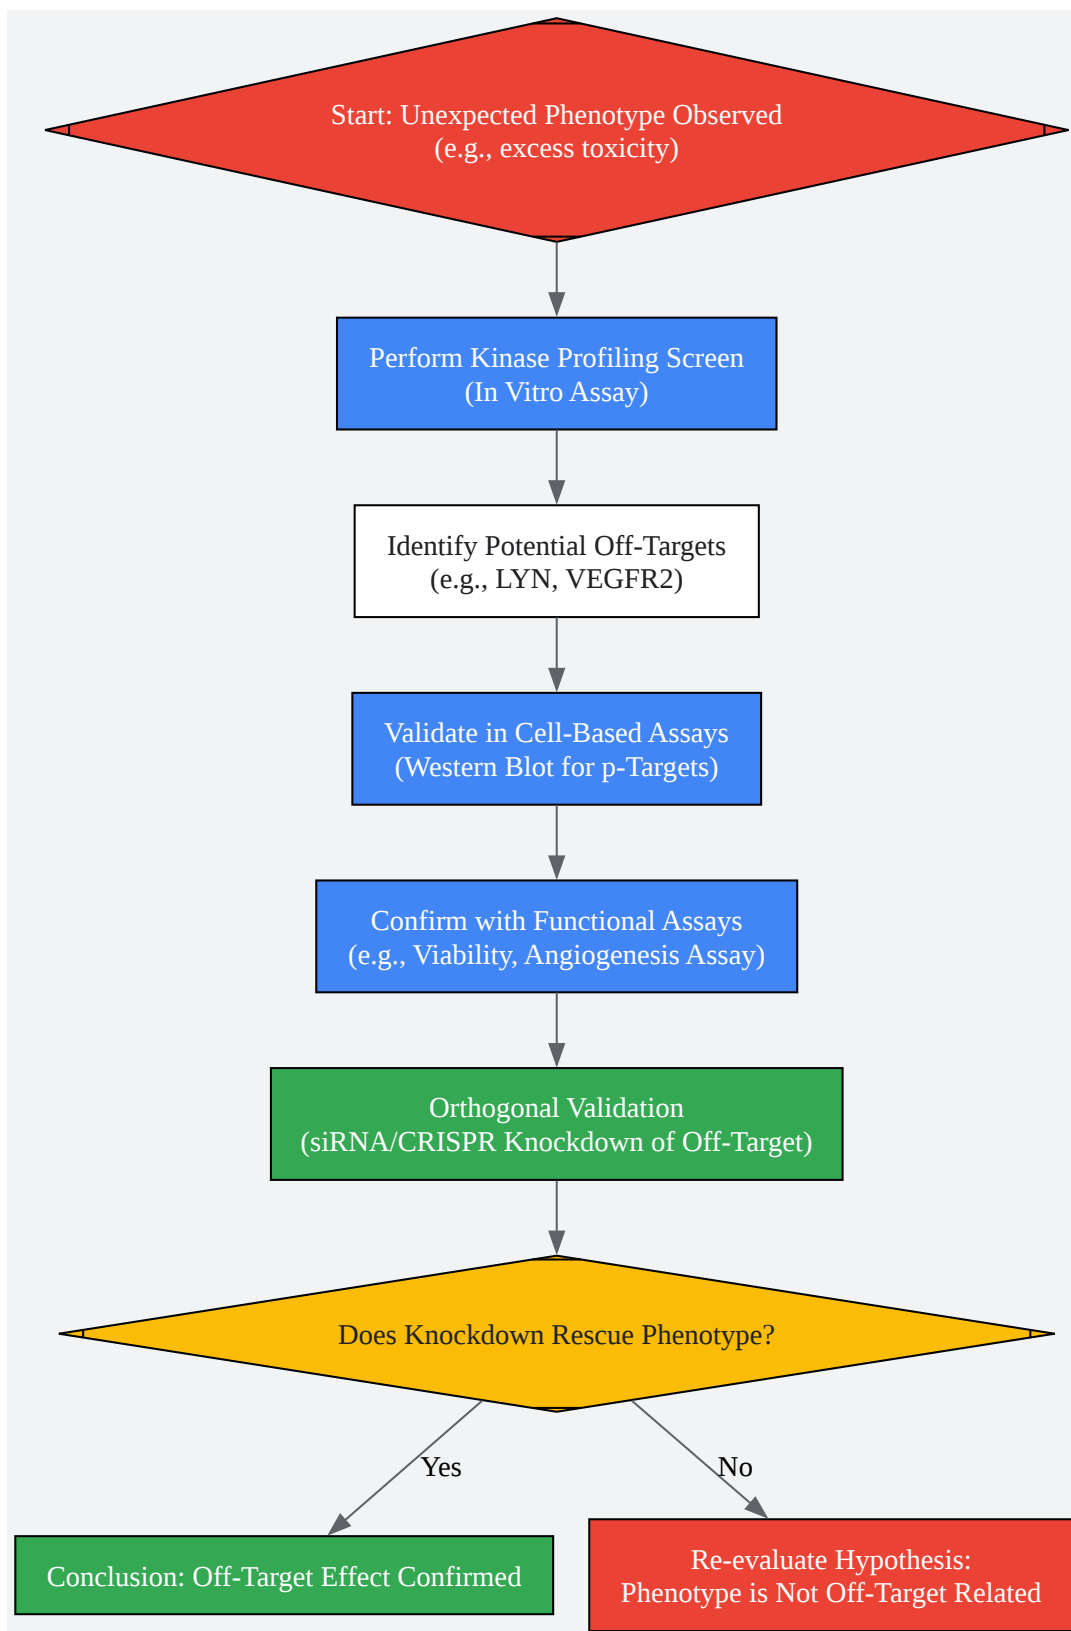 Start: Unexpected Phenotype Observed
(e.g., excess toxicity)
Perform Kinase Profiling Screen
(In Vitro Assay)
Identify Potential Off-Targets
(e.g., LYN, VEGFR2)
Validate in Cell-Based Assays
(Western Blot for p-Targets)
Confirm with Functional Assays
(e.g., Viability, Angiogenesis Assay)
Orthogonal Validation
(siRNA/CRISPR Knockdown of Off-Target)
Does Knockdown Rescue Phenotype?
Yes
No
Conclusion: Off-Target Effect Confirmed
Re-evaluate Hypothesis:
Phenotype is Not Off-Target Related